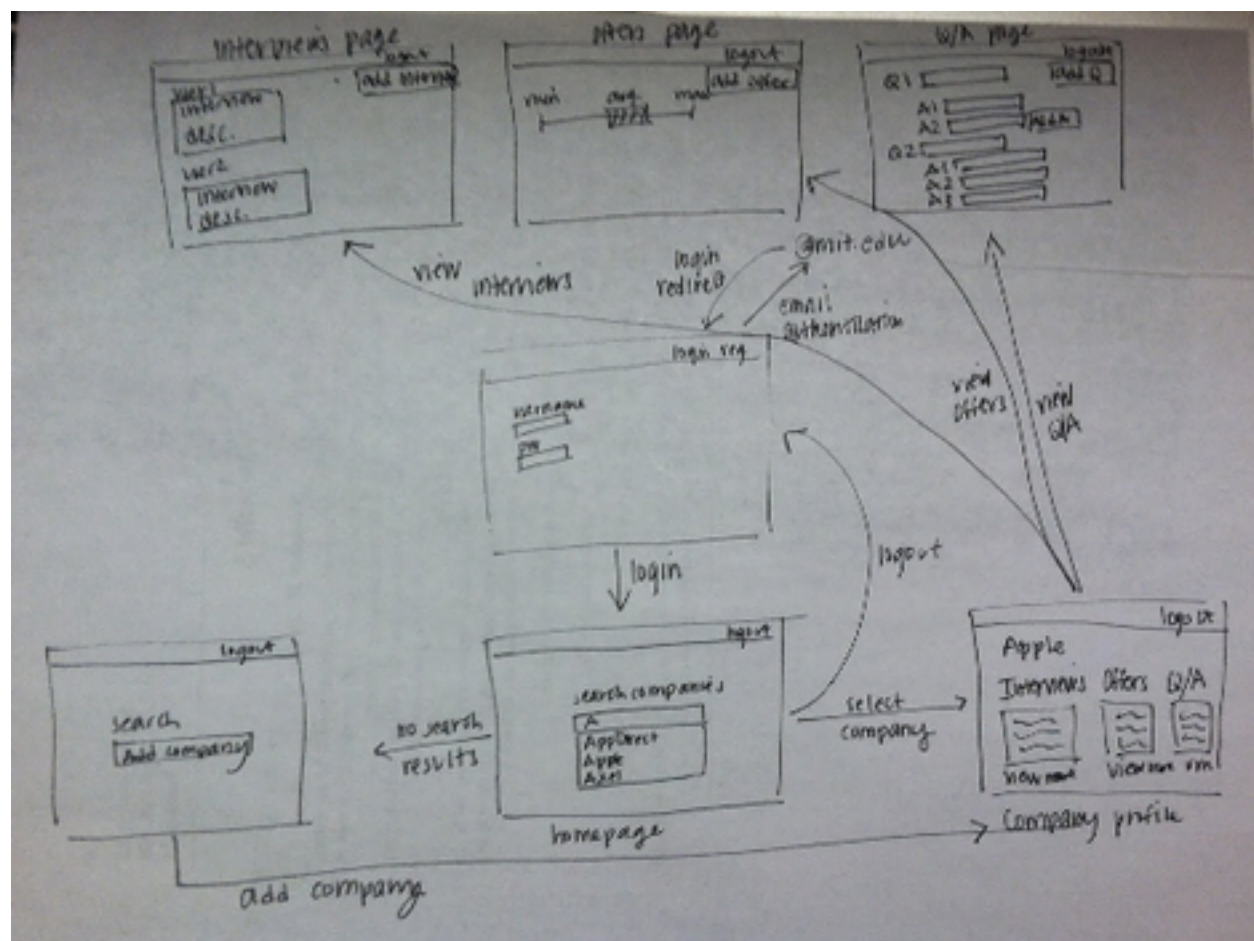 Interviews page
logout
add interview
user1
interview
desc.
user2
interview
desc.
offers page
logout
add offer
min avg max
Q/A page
logout
Add Q
Q1
A1
A2
Add A
Q2
A1
A2
A3
view interviews
login
redirect
@mit.edu
email
authentication
view
offers
view
Q/A
login reg
username
pw
login
logout
logout
search
Add company
no search
results
logout
search companies
A
AppDirect
Apple
homepage
select
company
logout
Apple
Interviews Offers Q/A
view more view more vm
Company profile
add company